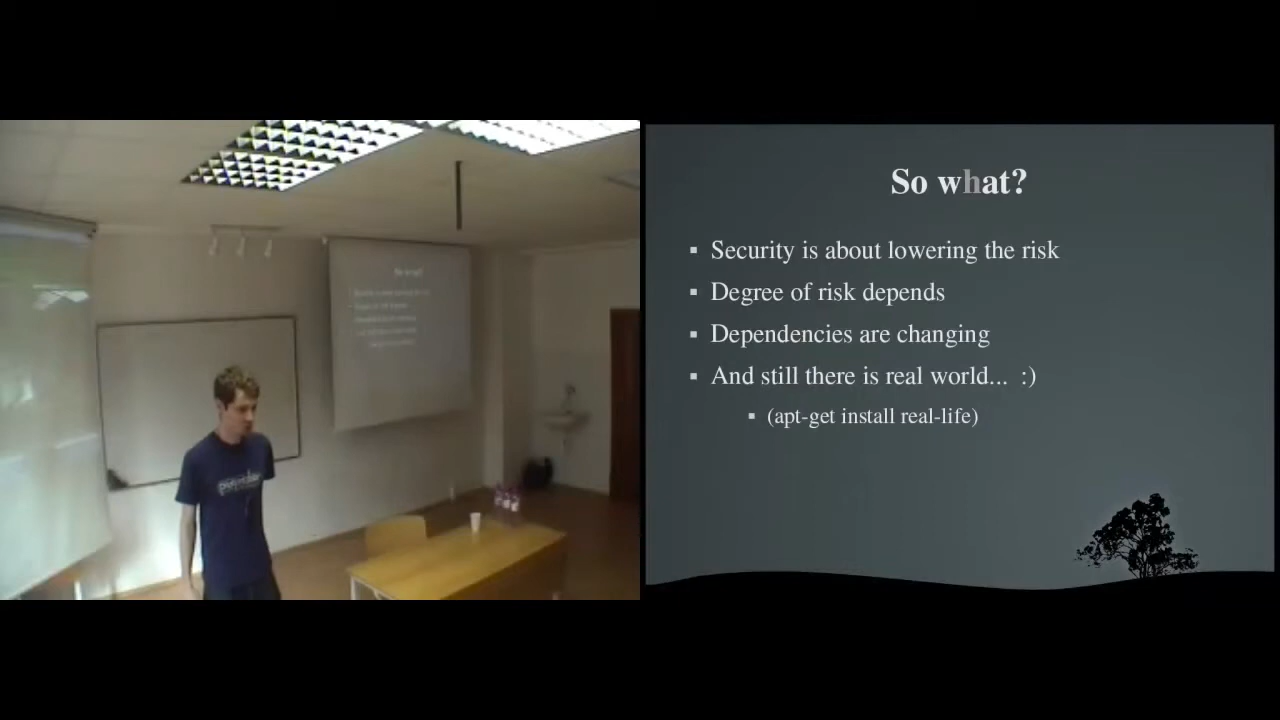 So what?
Security is about lowering the risk
Degree of risk depends
Dependencies are changing
And still there is real world... :)
(apt-get install real-life)